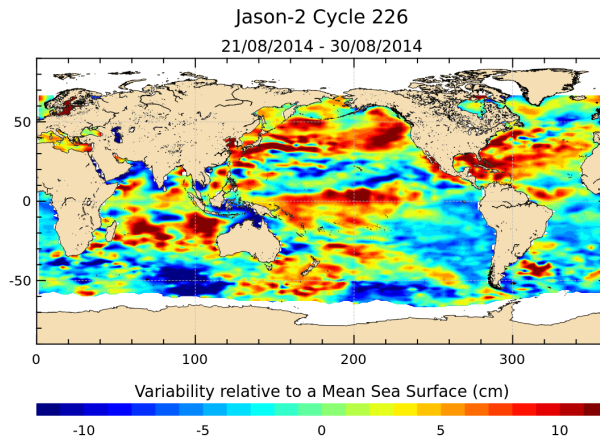 Jason-2 Cycle 226
21/08/2014 - 30/08/2014
50
0
-50
0 100 200 300
Variability relative to a Mean Sea Surface (cm)
-10 -5 0 5 10